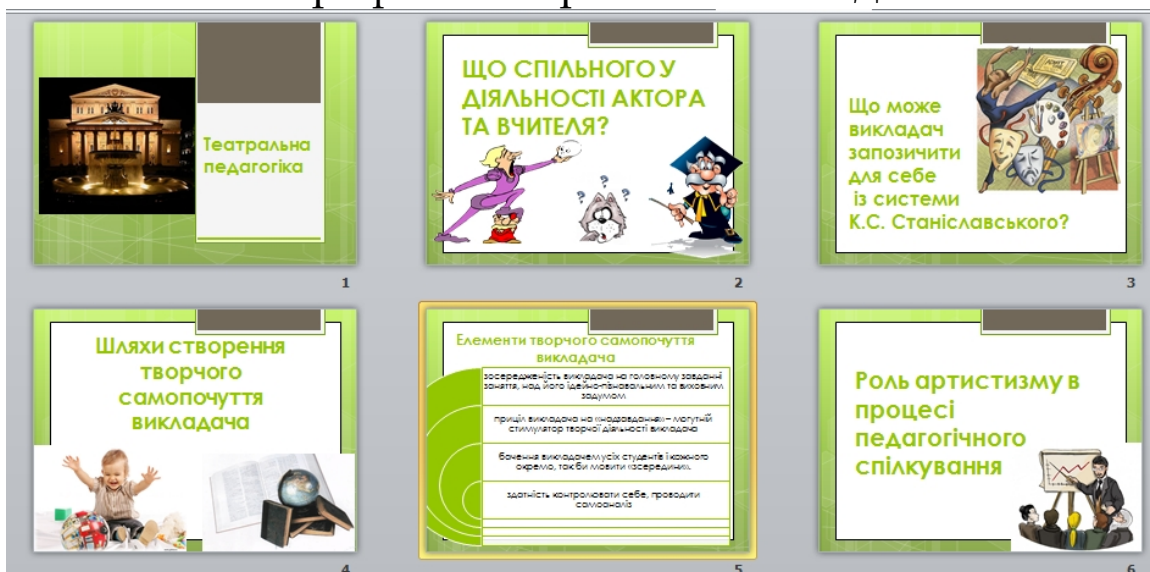 Театральна
педагогіка
1
ЩО СПІЛЬНОГО У
ДІЯЛЬНОСТІ АКТОРА
ТА ВЧИТЕЛЯ?
2
Що може
викладач
запозичити
для себе
із системи
К.С. Станіславського?
3
Шляхи створення
творчого
самопочуття
викладача
4
Елементи творчого самопочуття
викладача
зосередженість викладача на головному завданні
заняття, над його ідейно-пізнавальним та виховним
задумом
приціл викладача на «надзавдання» – могутній
стимулятор творчої діяльності викладача
бачення викладачем усіх студентів і кожного
окремо, так би мовити «зсередини».
здатність контролювати себе, проводити
самоаналіз
5
Роль артистизму в
процесі
педагогічного
спілкування
6